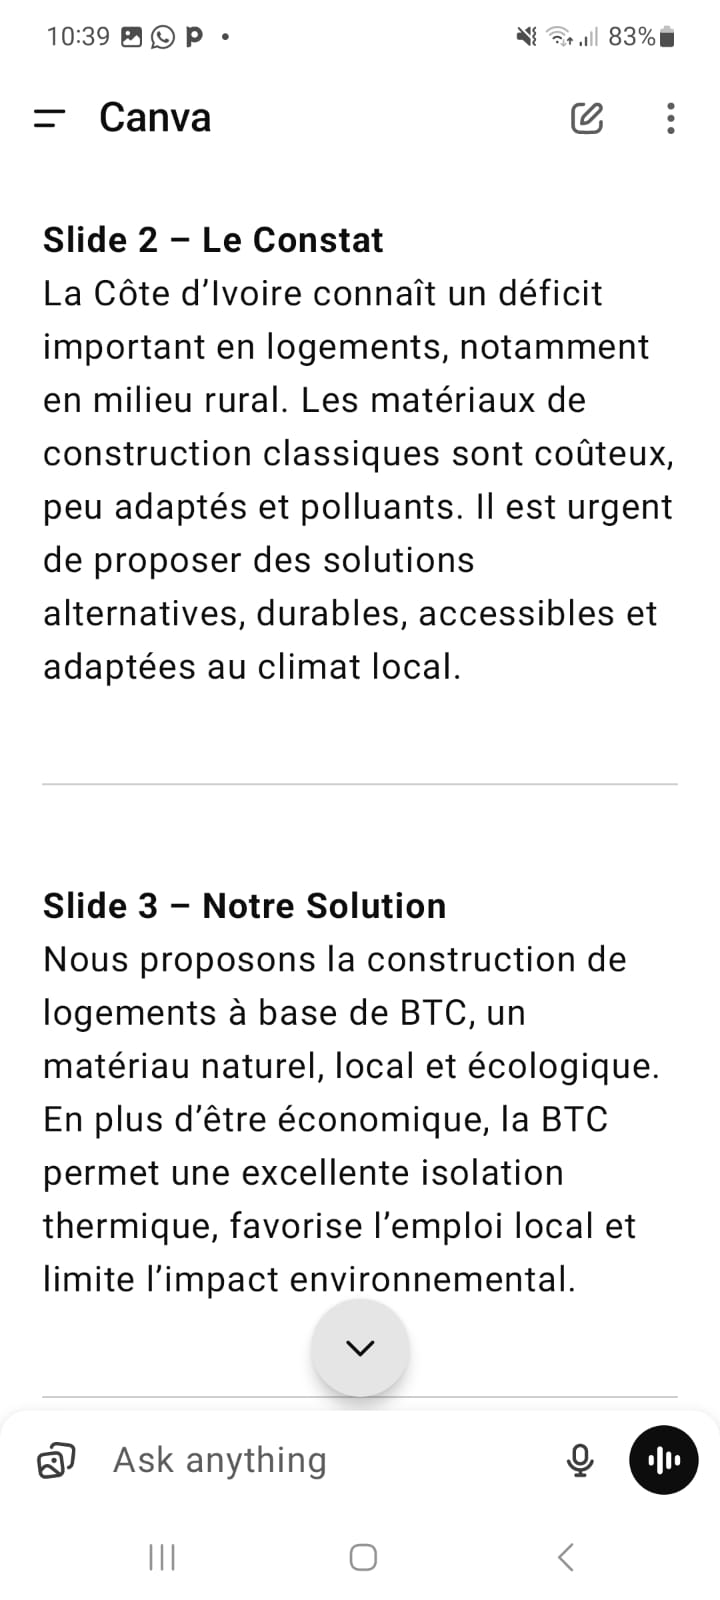 10:39
83%
Canva
Slide 2 – Le Constat
La Côte d’Ivoire connaît un déficit
important en logements, notamment
en milieu rural. Les matériaux de
construction classiques sont coûteux,
peu adaptés et polluants. Il est urgent
de proposer des solutions
alternatives, durables, accessibles et
adaptées au climat local.
Slide 3 – Notre Solution
Nous proposons la construction de
logements à base de BTC, un
matériau naturel, local et écologique.
En plus d’être économique, la BTC
permet une excellente isolation
thermique, favorise l’emploi local et
limite l’impact environnemental.
Ask anything